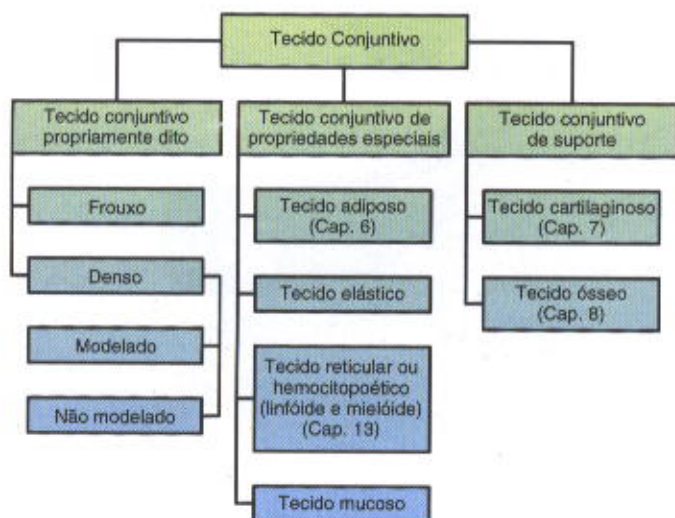 Tecido Conjuntivo
Tecido conjuntivo
propriamente dito
Frouxo
Denso
Modelado
Não modelado
Tecido conjuntivo de
propriedades especiais
Tecido adiposo
(Cap. 6)
Tecido elástico
Tecido reticular ou
hemocitopoético
(linfóide e mielóide)
(Cap. 13)
Tecido mucoso
Tecido conjuntivo
de suporte
Tecido cartilaginoso
(Cap. 7)
Tecido ósseo
(Cap. 8)